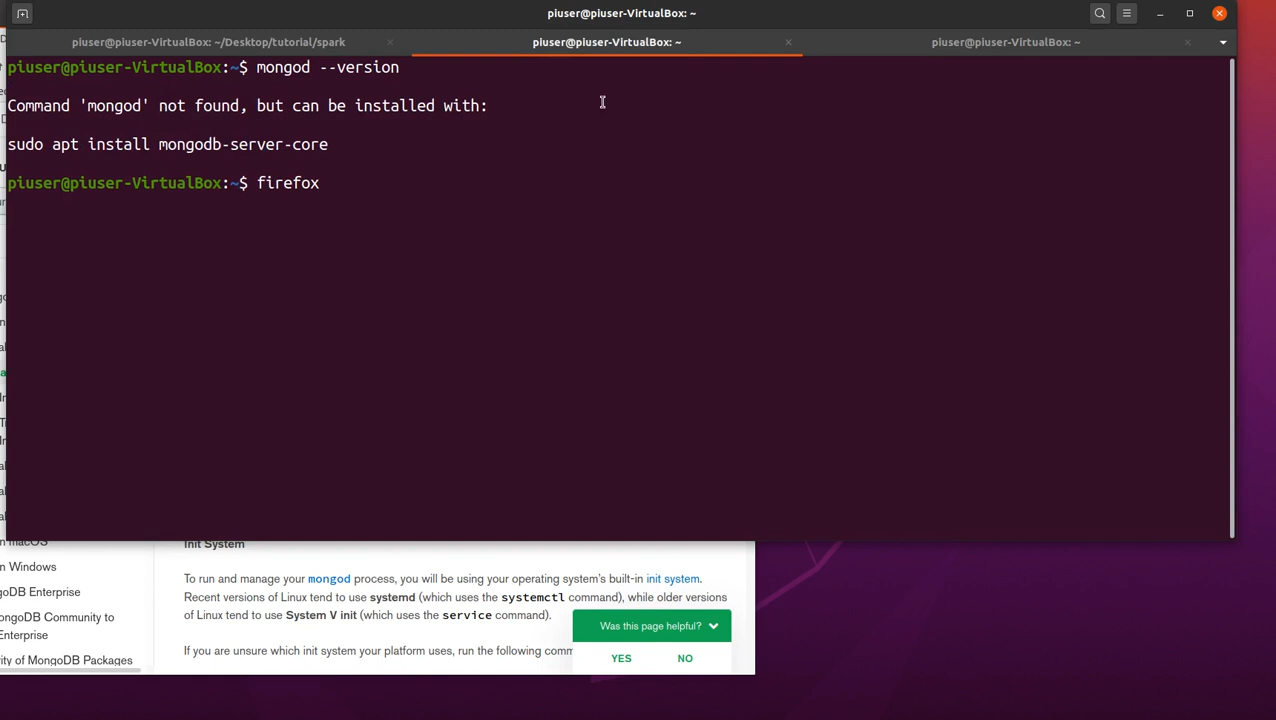 piuser@piuser-VirtualBox: ~
piuser@piuser-VirtualBox: ~/Desktop/tutorial/spark
piuser@piuser-VirtualBox: ~
piuser@piuser-VirtualBox: ~
piuser@piuser-VirtualBox:~$ mongod --version
Command 'mongod' not found, but can be installed with:
sudo apt install mongodb-server-core
piuser@piuser-VirtualBox:~$ firefox
Init System
To run and manage your mongod process, you will be using your operating system's built-in init system.
Recent versions of Linux tend to use systemd (which uses the systemctl command), while older versions
of Linux tend to use System V init (which uses the service command).
If you are unsure which init system your platform uses, run the following
Was this page helpful?
YES
NO
macOS
Windows
Enterprise
Community to
Enterprise
of MongoDB Packages